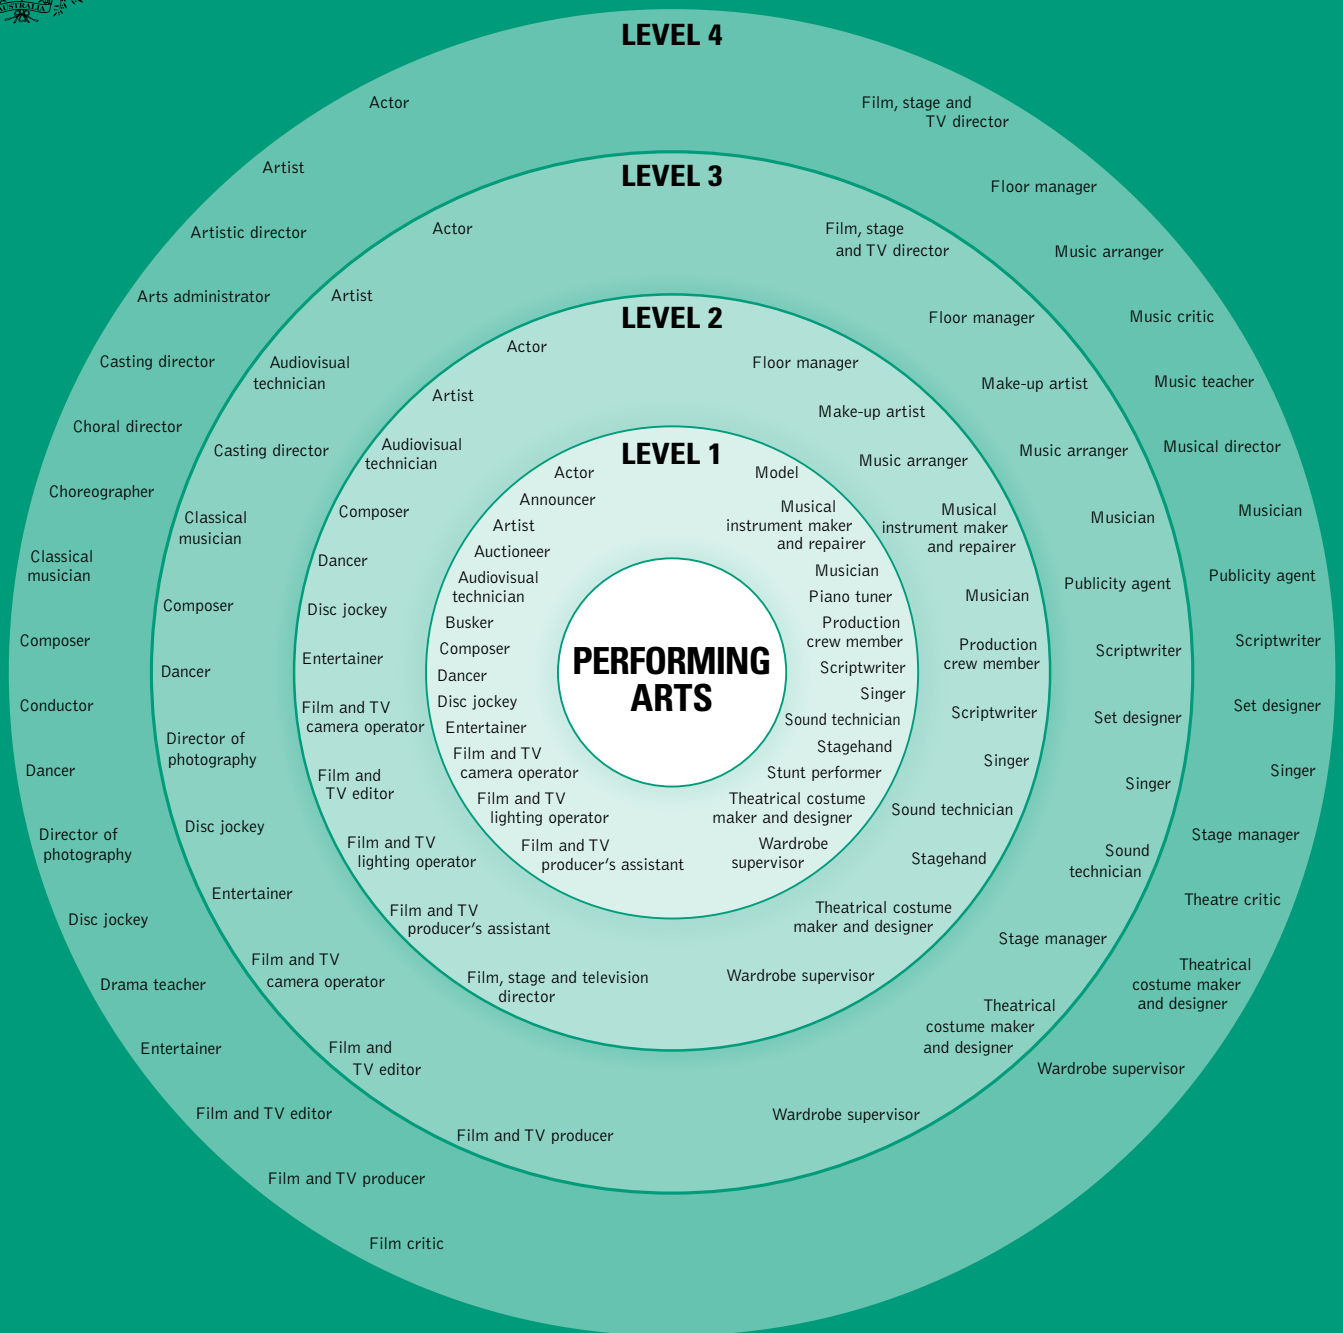 AUSTRALIA
LEVEL 4
Actor
Artist
Artistic director
Arts administrator
Casting director
Choral director
Choreographer
Classical
musician
Composer
Conductor
Dancer
Director of
photography
Disc jockey
Drama teacher
Entertainer
Film and TV editor
Film and TV producer
Film critic
Film, stage and
TV director
Floor manager
Music arranger
Music critic
Music teacher
Musical director
Musician
Publicity agent
Scriptwriter
Set designer
Singer
Stage manager
Theatre critic
Theatrical
costume maker
and designer
Wardrobe supervisor
LEVEL 3
Actor
Artist
Audiovisual
technician
Casting director
Classical
musician
Composer
Dancer
Director of
photography
Disc jockey
Entertainer
Film and TV
camera operator
Film and
TV editor
Film and TV producer
Film, stage
and TV director
Floor manager
Make-up artist
Music arranger
Musician
Publicity agent
Scriptwriter
Set designer
Singer
Sound
technician
Stage manager
Theatrical
costume maker
and designer
Wardrobe supervisor
LEVEL 2
Actor
Artist
Audiovisual
technician
Composer
Dancer
Disc jockey
Entertainer
Film and TV
camera operator
Film and
TV editor
Film and TV
lighting operator
Film and TV
producer's assistant
Film, stage and television
director
Floor manager
Make-up artist
Music arranger
Musical
instrument maker
and repairer
Musician
Production
crew member
Scriptwriter
Singer
Sound technician
Stagehand
Theatrical costume
maker and designer
Wardrobe supervisor
LEVEL 1
Actor
Announcer
Artist
Auctioneer
Audiovisual
technician
Busker
Composer
Dancer
Disc jockey
Entertainer
Film and TV
camera operator
Film and TV
lighting operator
Film and TV
producer's assistant
Model
Musical
instrument maker
and repairer
Musician
Piano tuner
Production
crew member
Scriptwriter
Singer
Sound technician
Stagehand
Stunt performer
Theatrical costume
maker and designer
Wardrobe
supervisor
PERFORMING
ARTS